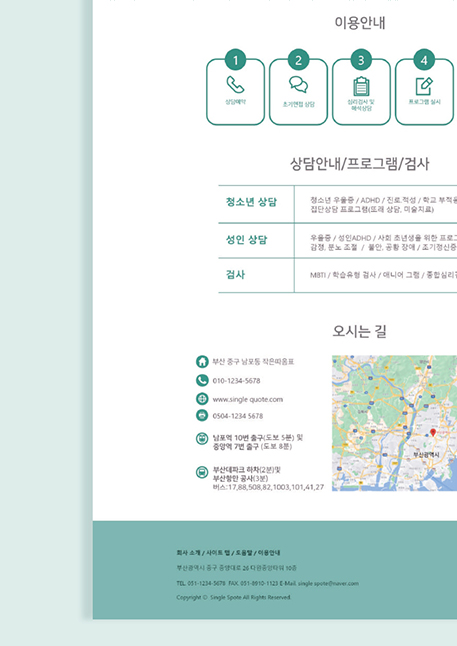 이용안내
1 2 3 4
상담예약
초기면접 상담
심리검사 및
해석상담
프로그램 실시
상담안내/프로그램/검사
청소년 상담
청소년 우울증 / ADHD / 진로.적성 / 학교 부적응
집단상담 프로그램(또래 상담, 미술치료)
성인 상담
우울증 / 성인ADHD / 사회 초년생을 위한 프로그
감정, 분노 조절 / 불안, 공황 장애 / 조기정신증
검사
MBTI / 학습유형 검사 / 애니어 그램 / 종합심리검
오시는 길
부산 중구 남포동 작은따옴표
010-1234-5678
www.single quote.com
0504-1234 5678
남포역 10번 출구(도보 5분) 및
중앙역 7번 출구 (도보 8분)
부산데파크 하차(2분)및
부산항만 공사(3분)
버스:17,88,508,82,1003,101,41,27
부산광역시
회사 소개 / 사이트 맵 / 도움말 / 이용안내
부산광역시 중구 중앙대로 26 타원중앙타워 10층
TEL. 051-1234-5678 FAX. 051-8910-1123 E-Mail. single spote@naver.com
Copyright © Single Spote All Rights Reserved.